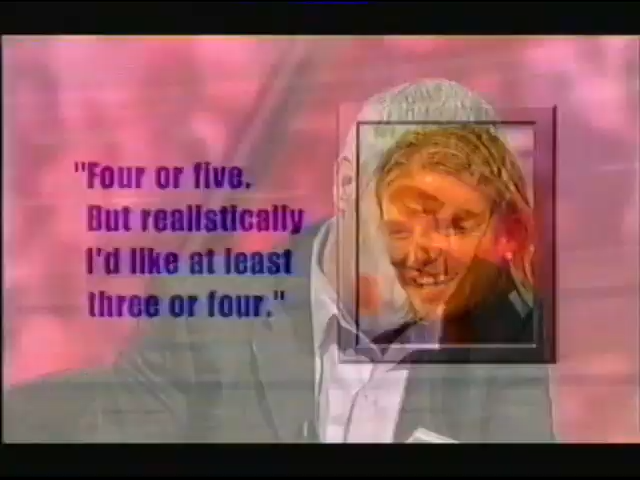 "Four or five.
But realistically
I'd like at least
three or four."